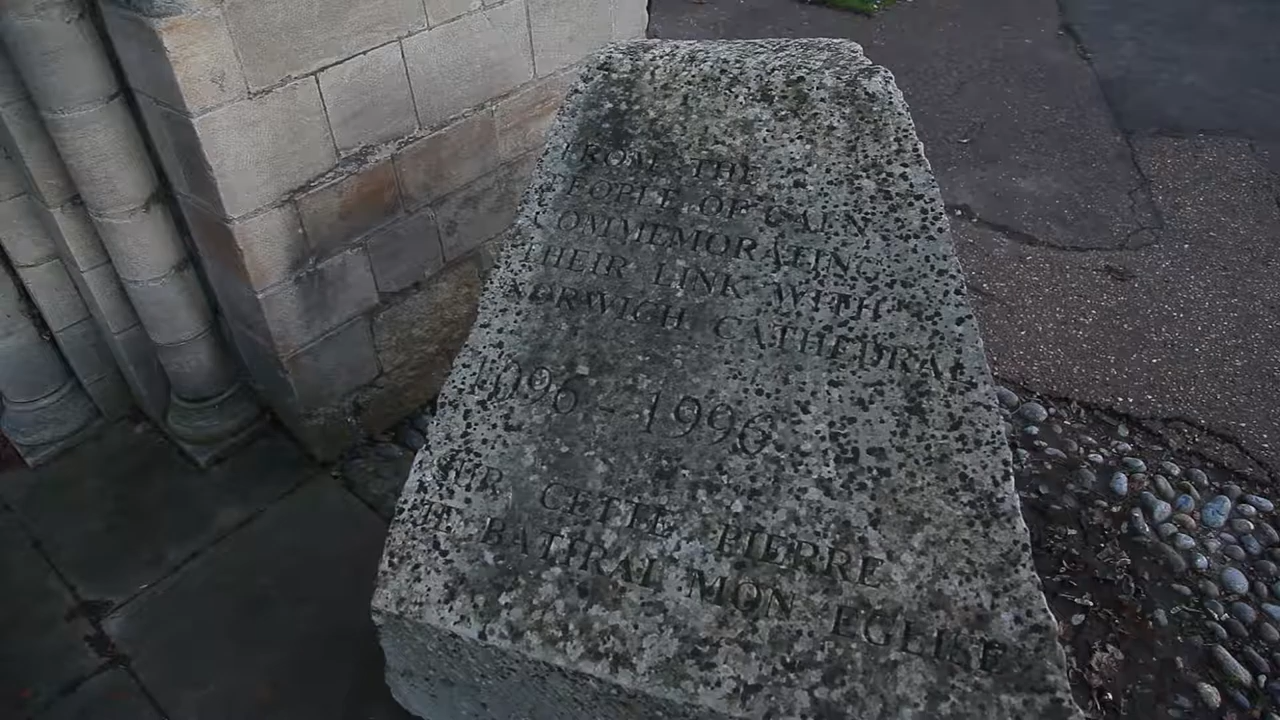 FROM THE
PEOPLE OF CAEN
COMMEMORATING
THEIR LINK WITH
NORWICH CATHEDRAL
1096 - 1996
SUR CETTE PIERRE
JE BATIRAI MON EGLISE